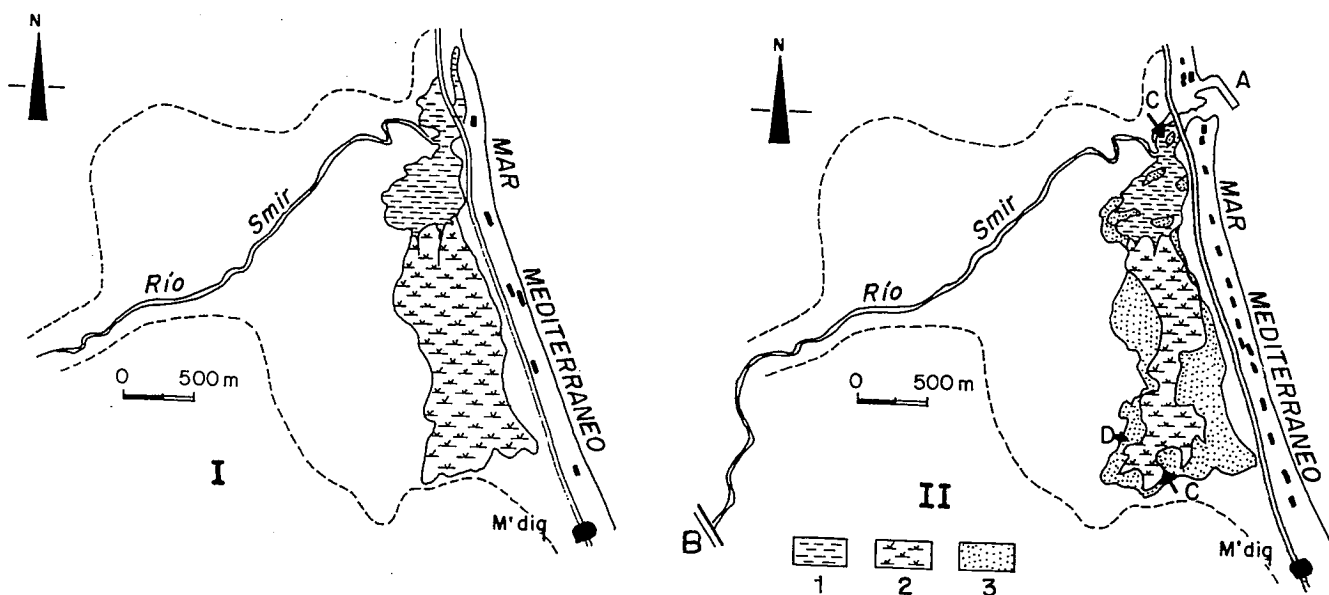 N
Smir
Río
MAR
MEDITERRANEO
0 500 m
I
M'diq
N
A
C
Smir
Río
MAR
MEDITERRANEO
0 500 m
D
C
B
II
M'diq
1 2 3